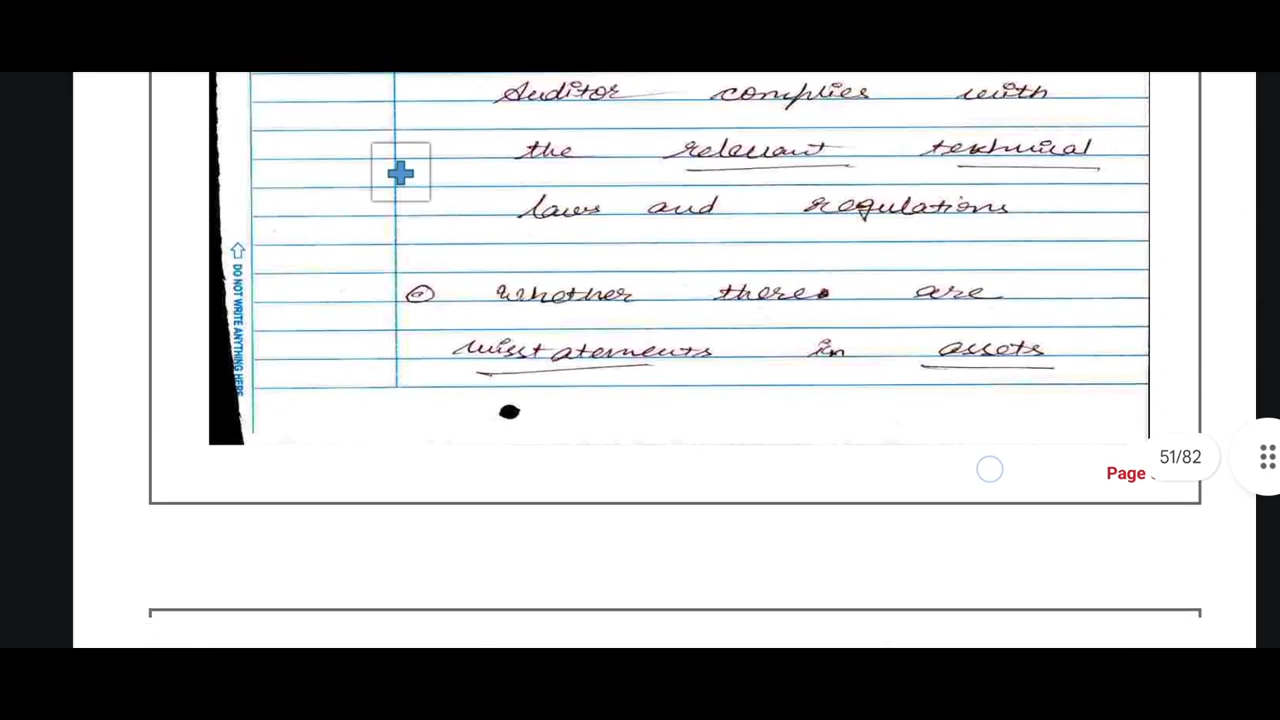 Auditor complies with
the relevant technical
laws and regulations
DO NOT WRITE ANYTHING HERE
Whether there are
misstatements in assets
51/82
Page